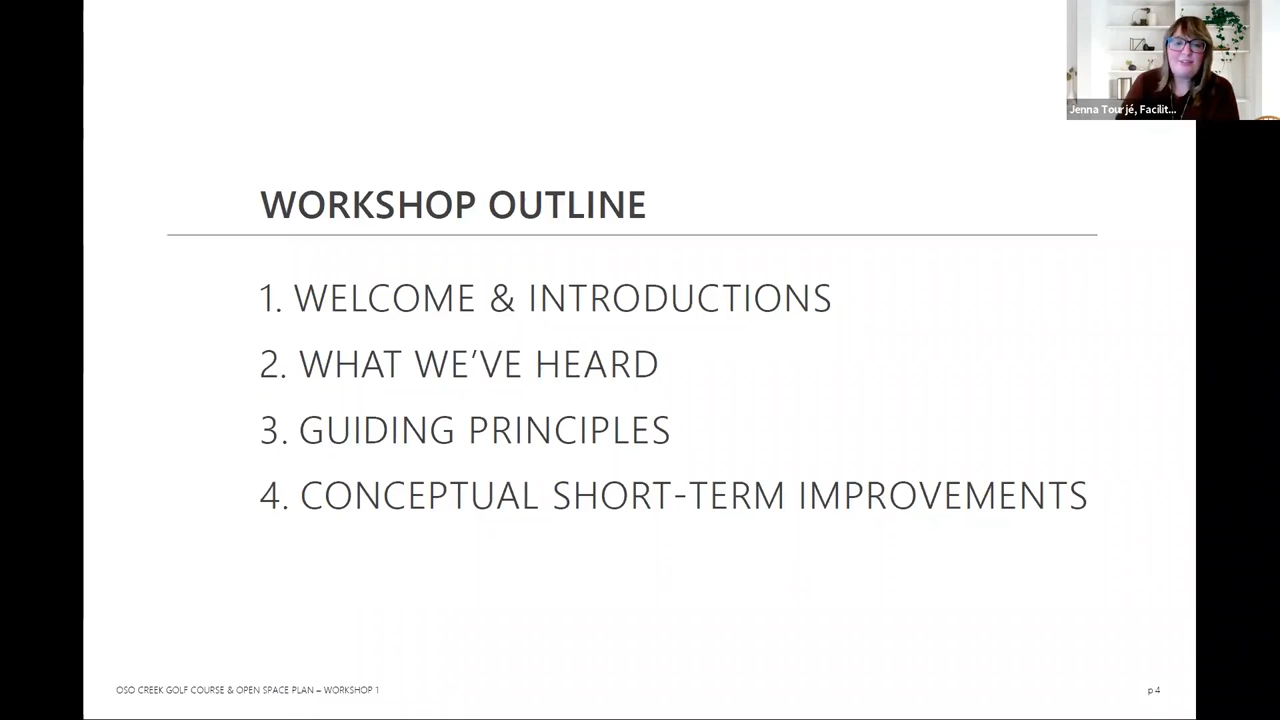 Jenna Tourjé, Facilit...
WORKSHOP OUTLINE
1. WELCOME & INTRODUCTIONS
2. WHAT WE'VE HEARD
3. GUIDING PRINCIPLES
4. CONCEPTUAL SHORT-TERM IMPROVEMENTS
OSO CREEK GOLF COURSE & OPEN SPACE PLAN – WORKSHOP 1
p 4